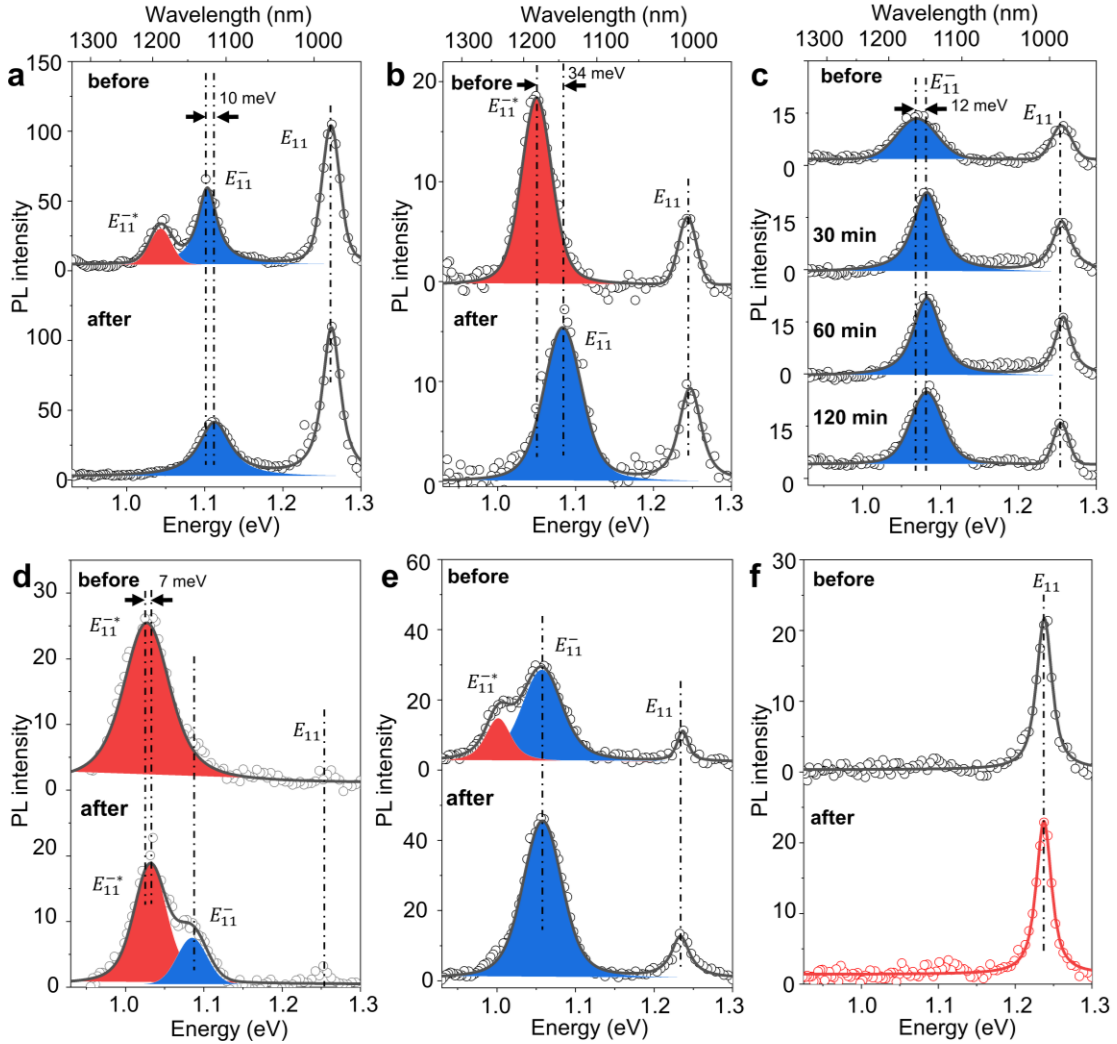 Wavelength (nm)
1300 1200 1100 1000
a
before
10 meV
E₁₁
E₁₁⁻
E₁₁⁻*
150
100
50
0
after
100
50
0
PL intensity
1.0 1.1 1.2 1.3
Energy (eV)
Wavelength (nm)
1300 1200 1100 1000
b
before
34 meV
E₁₁⁻*
E₁₁
20
10
0
after
E₁₁⁻
10
0
PL intensity
1.0 1.1 1.2 1.3
Energy (eV)
Wavelength (nm)
1300 1200 1100 1000
c
before
E₁₁⁻
12 meV
E₁₁
15
0
30 min
15
0
60 min
15
0
120 min
15
0
PL intensity
1.0 1.1 1.2 1.3
Energy (eV)
d
before
7 meV
E₁₁⁻*
E₁₁
30
20
10
0
after
E₁₁⁻*
E₁₁⁻
20
10
0
PL intensity
1.0 1.1 1.2 1.3
Energy (eV)
e
before
E₁₁⁻
E₁₁⁻*
E₁₁
60
40
20
0
after
40
20
0
PL intensity
1.0 1.1 1.2 1.3
Energy (eV)
f
before
E₁₁
30
20
10
0
after
20
10
0
PL intensity
1.0 1.1 1.2 1.3
Energy (eV)